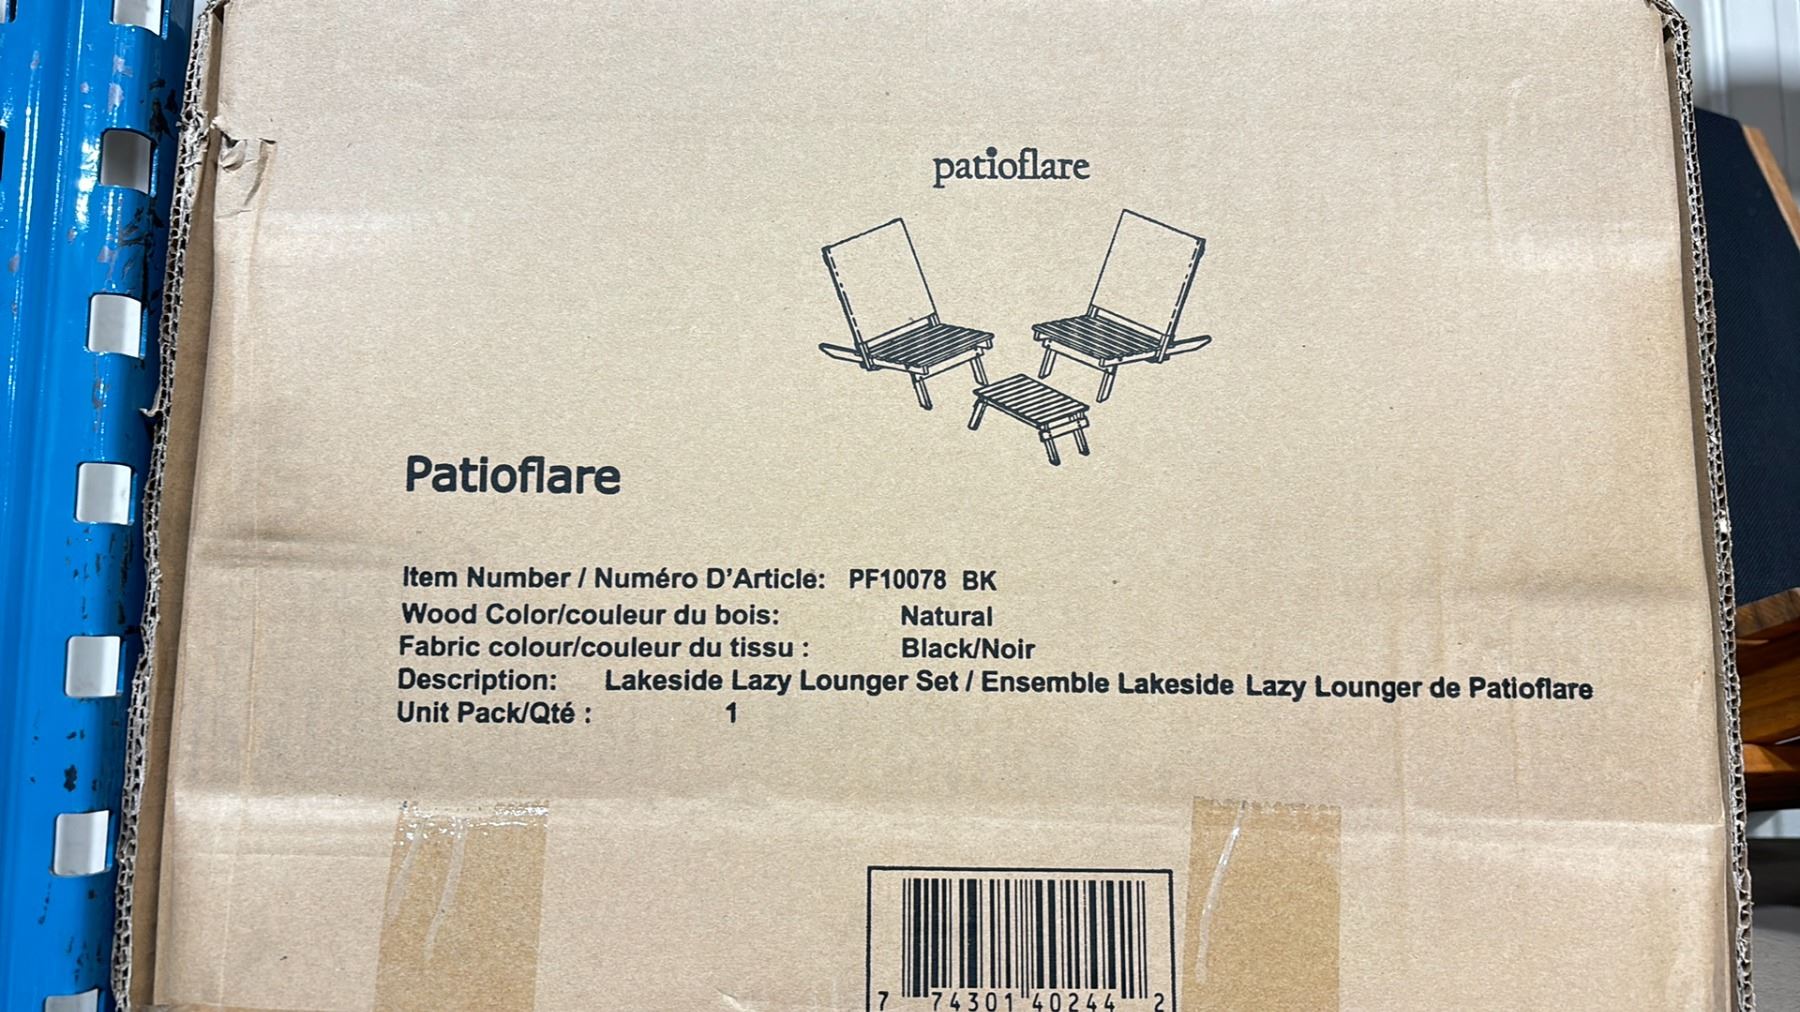 patioflare
Patioflare
Item Number / Numéro D'Article: PF10078 BK
Wood Color/couleur du bois: Natural
Fabric colour/couleur du tissu : Black/Noir
Description: Lakeside Lazy Lounger Set / Ensemble Lakeside Lazy Lounger de Patioflare
Unit Pack/Qté : 1
7 74301 40244 2